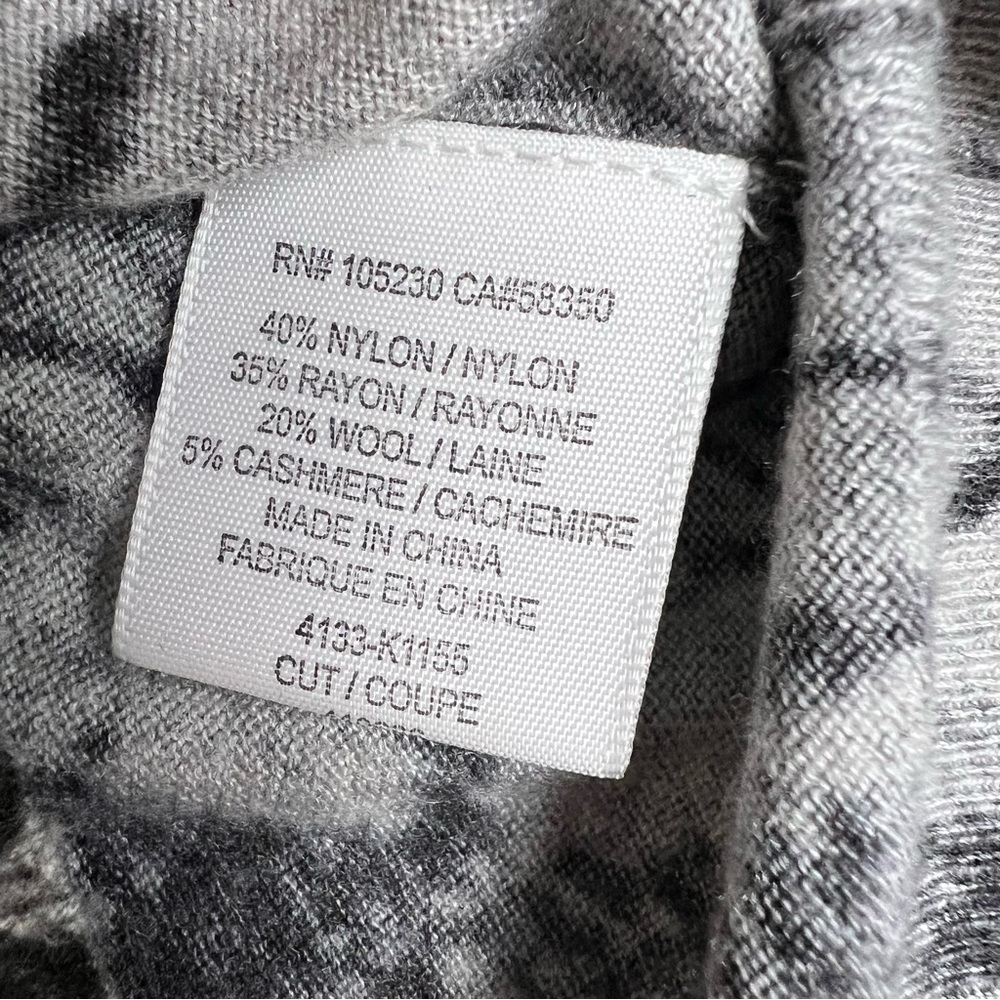 RN# 105230 CA#58350
40% NYLON / NYLON
35% RAYON / RAYONNE
20% WOOL / LAINE
5% CASHMERE / CACHEMIRE
MADE IN CHINA
FABRIQUE EN CHINE
4133-K1155
CUT / COUPE